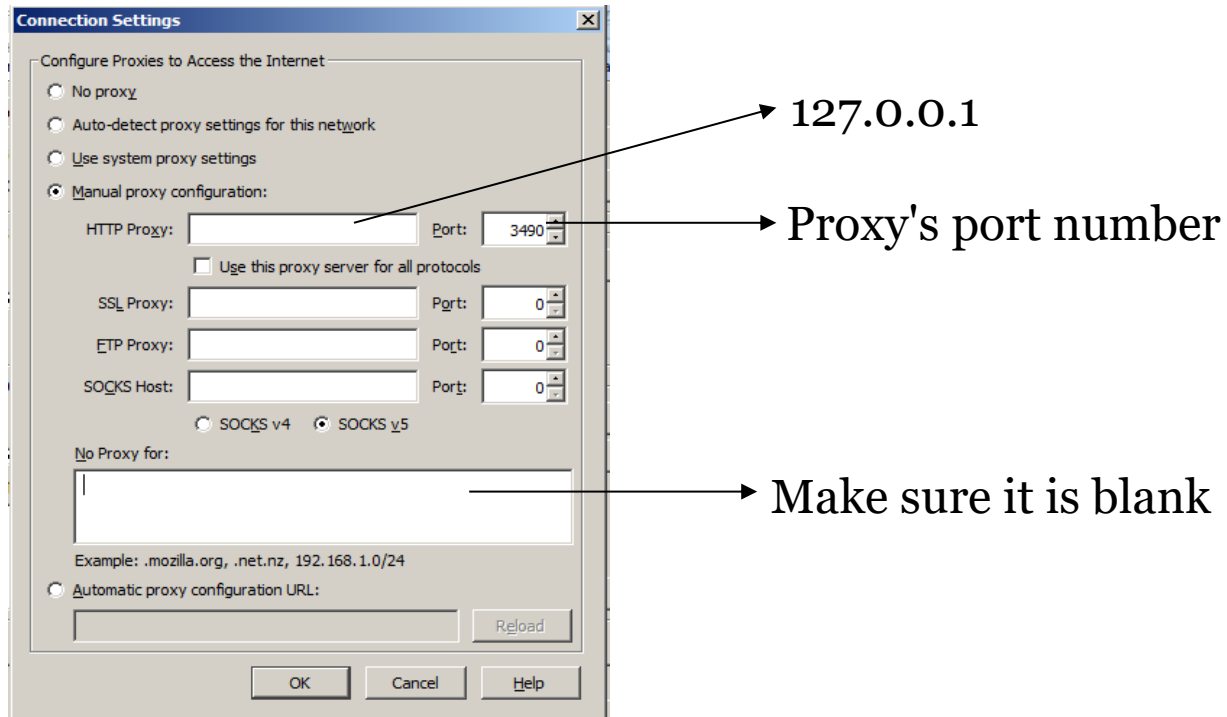 Connection Settings
Configure Proxies to Access the Internet
No proxy
Auto-detect proxy settings for this network
127.0.0.1
Use system proxy settings
Manual proxy configuration:
HTTP Proxy: Port: 3490
Proxy's port number
Use this proxy server for all protocols
SSL Proxy: Port: 0
FTP Proxy: Port: 0
SOCKS Host: Port: 0
SOCKS v4 SOCKS v5
No Proxy for:
Make sure it is blank
Example: .mozilla.org, .net.nz, 192.168.1.0/24
Automatic proxy configuration URL:
Reload
OK Cancel Help